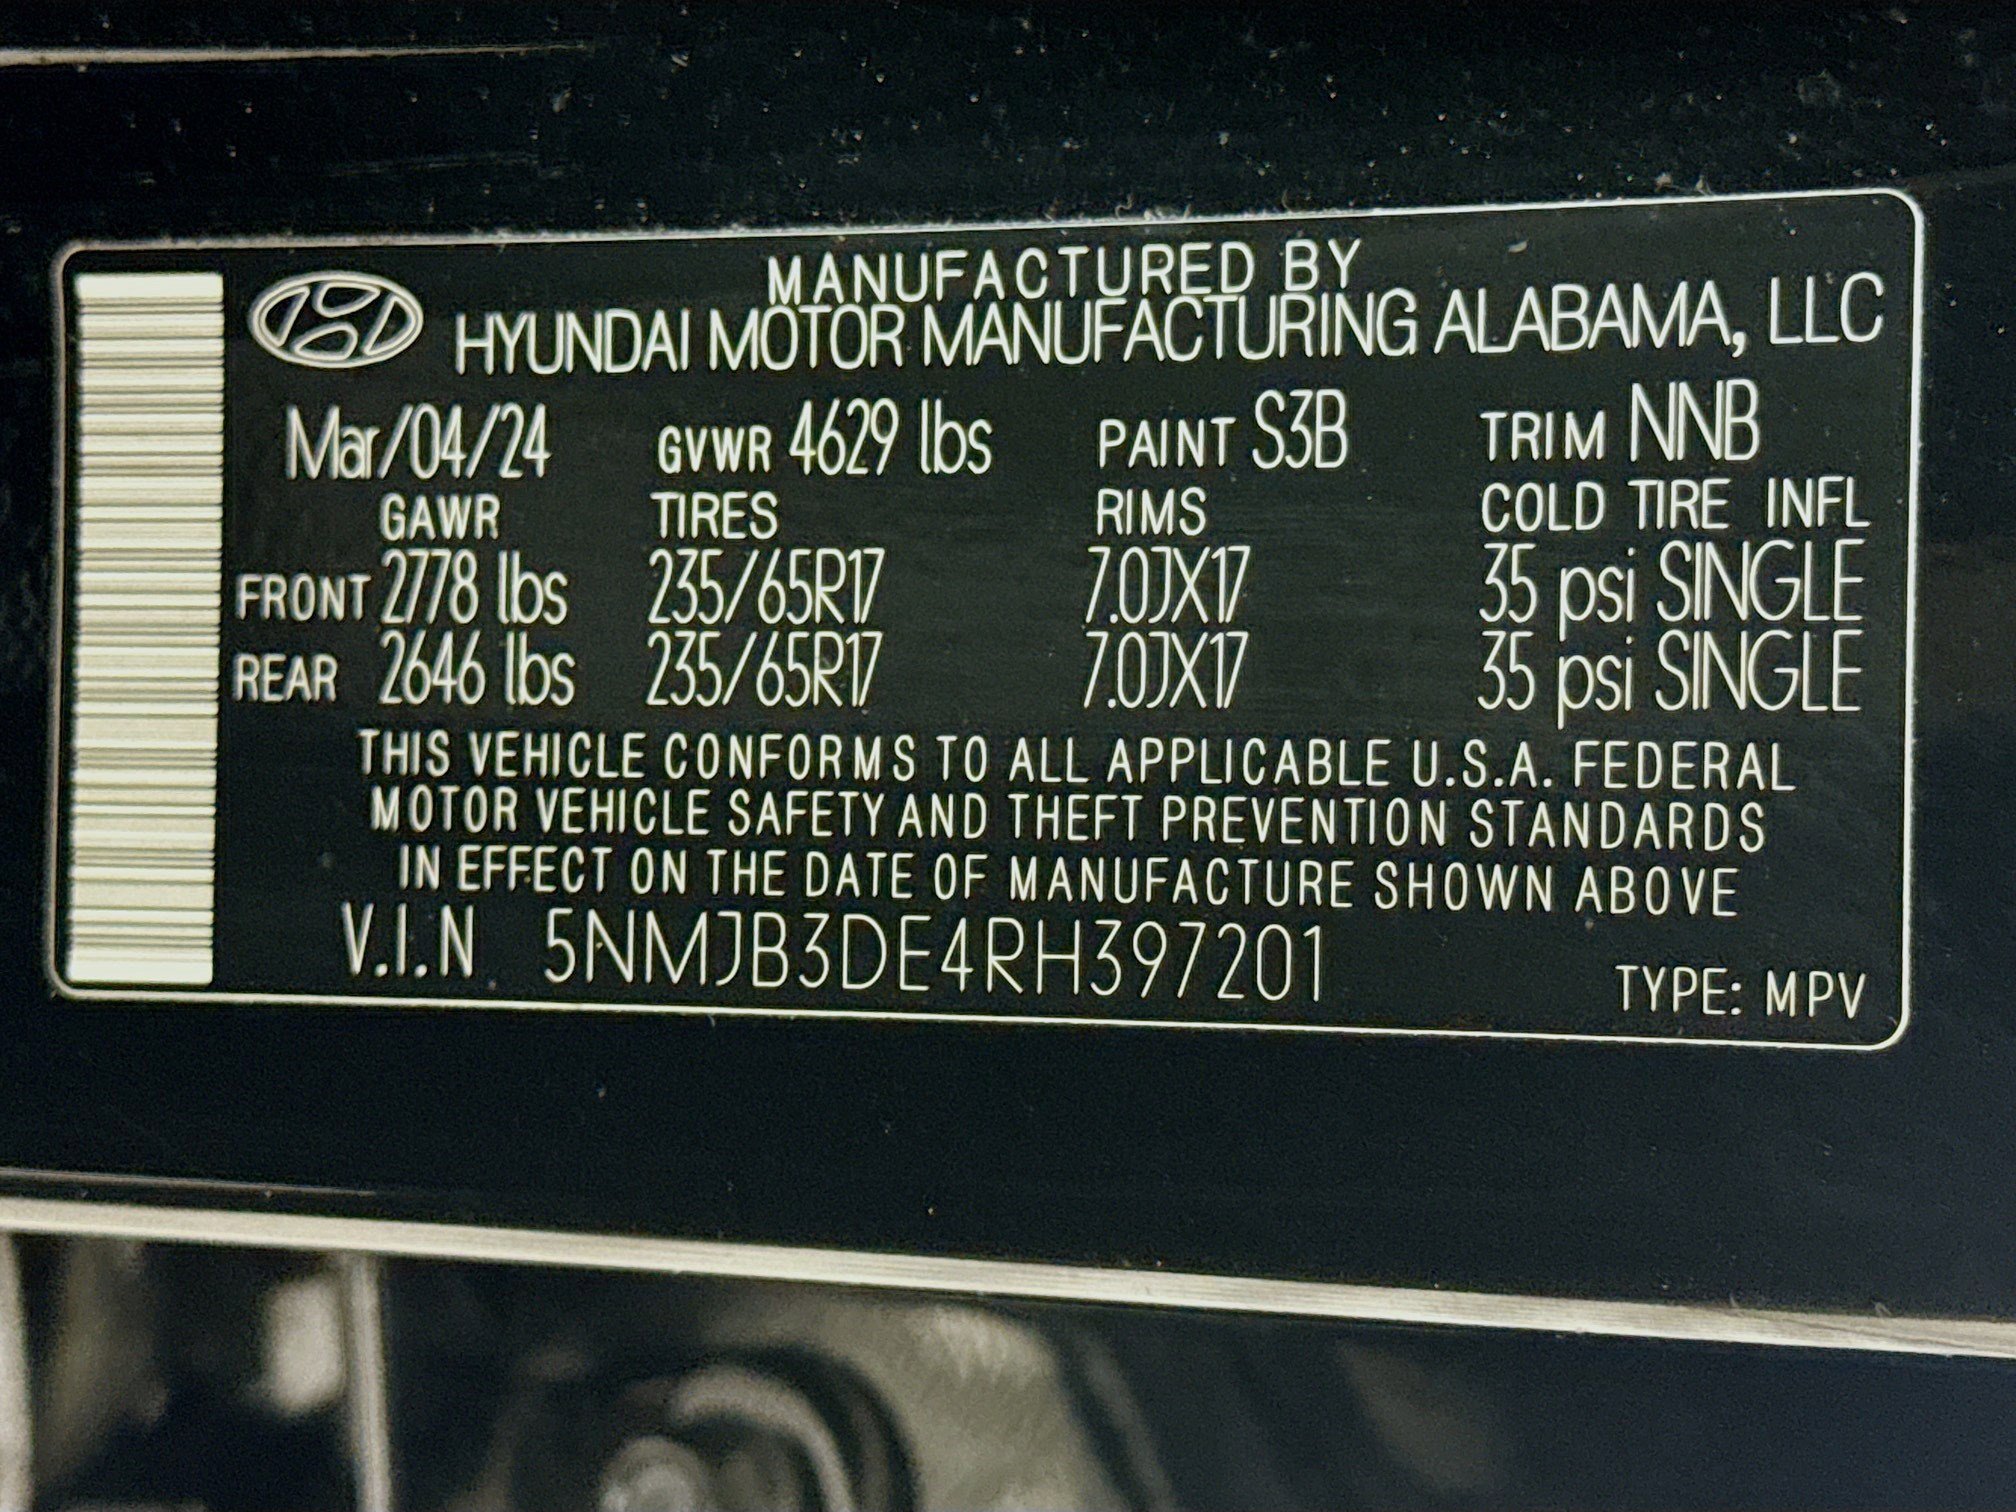 MANUFACTURED BY
HYUNDAI MOTOR MANUFACTURING ALABAMA, LLC
Mar/04/24 GVWR 4629 lbs PAINT S3B TRIM NNB
GAWR TIRES RIMS COLD TIRE INFL
FRONT 2778 lbs 235/65R17 7.0JX17 35 psi SINGLE
REAR 2646 lbs 235/65R17 7.0JX17 35 psi SINGLE
THIS VEHICLE CONFORMS TO ALL APPLICABLE U.S.A. FEDERAL
MOTOR VEHICLE SAFETY AND THEFT PREVENTION STANDARDS
IN EFFECT ON THE DATE OF MANUFACTURE SHOWN ABOVE
V.I.N 5NMJB3DE4RH397201 TYPE: MPV